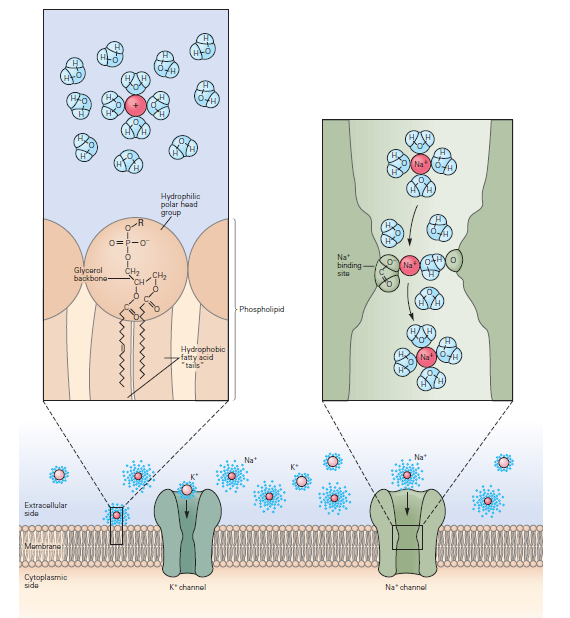 H
H
O
H
H
O
H
H
O
H
O
H
H
O
H
H
H
O
H
O
H
H
O
+
O
H
H
O
H
H
H
O
H
H
H
O
O
H
H
O
H
H
Hydrophilic
polar head
group
O
R
O=P–O⁻
O
Glycerol
backbone
CH₂
CH
CH₂
O
O
C
O
C
O
Phospholipid
Hydrophobic
fatty acid
"tails"
H
H
O
H
O
H
Na⁺
H
O
H
O
H
H
H
O
H
H
O
H
Na⁺
binding
site
O
C
O
Na⁺
O
H
H
O
O
H
H
H
H
O
H
O
H
Na⁺
H
O
H
O
H
H
Na⁺
K⁺
K⁺
Na⁺
Extracellular
side
Membrane
Cytoplasmic
side
K⁺ channel
Na⁺ channel